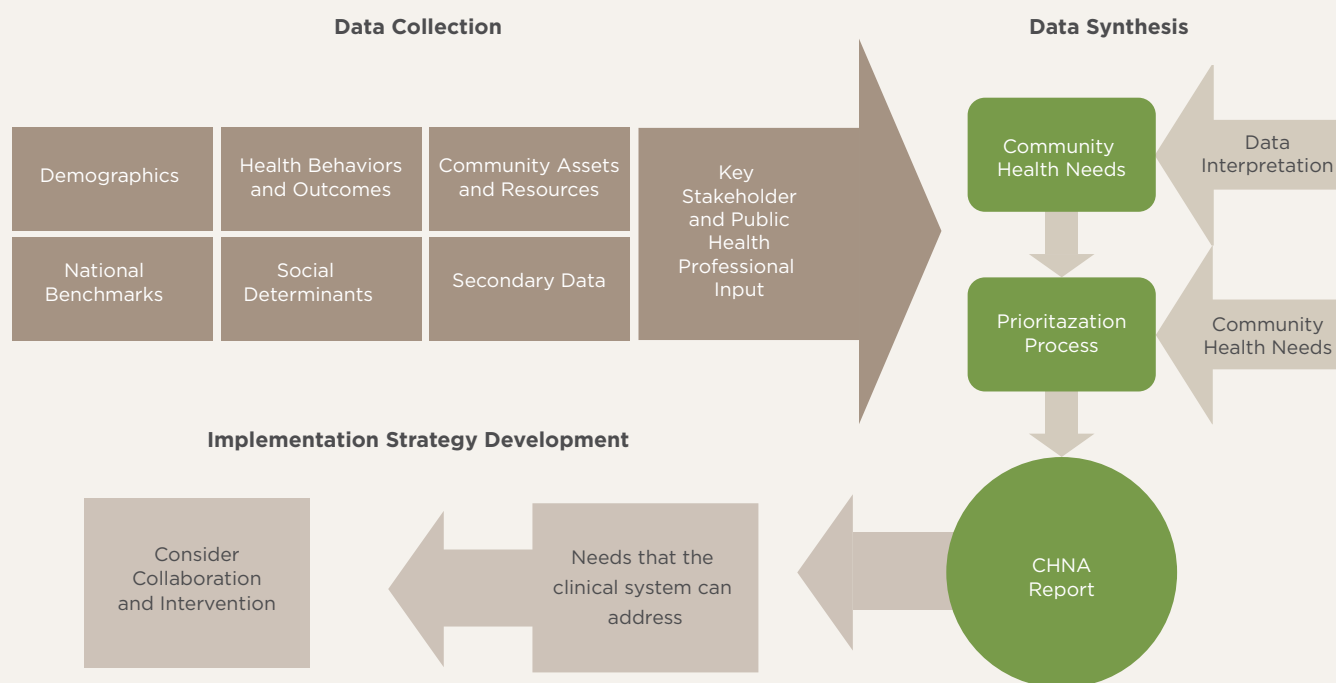 Data Collection
Data Synthesis
Demographics
Health Behaviors
and Outcomes
Community Assets
and Resources
National
Benchmarks
Social
Determinants
Secondary Data
Key
Stakeholder
and Public
Health
Professional
Input
Community
Health Needs
Data
Interpretation
Prioritazation
Process
Community
Health Needs
Implementation Strategy Development
Consider
Collaboration
and Intervention
Needs that the
clinical system can
address
CHNA
Report